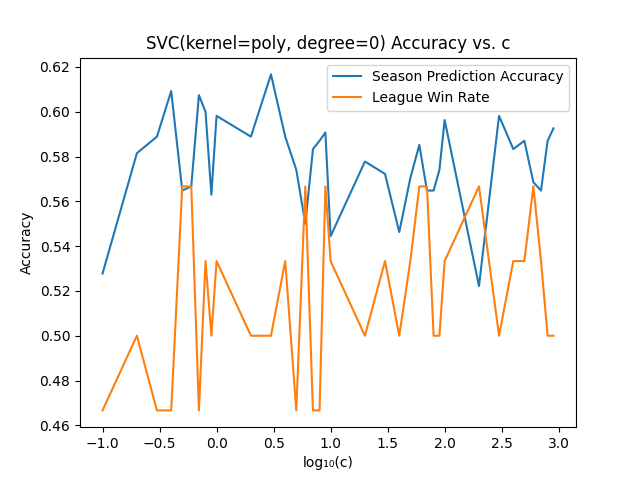 SVC(kernel=poly, degree=0) Accuracy vs. c
Season Prediction Accuracy
League Win Rate
Accuracy
0.62
0.60
0.58
0.56
0.54
0.52
0.50
0.48
0.46
−1.0 −0.5 0.0 0.5 1.0 1.5 2.0 2.5 3.0
log₁₀(c)